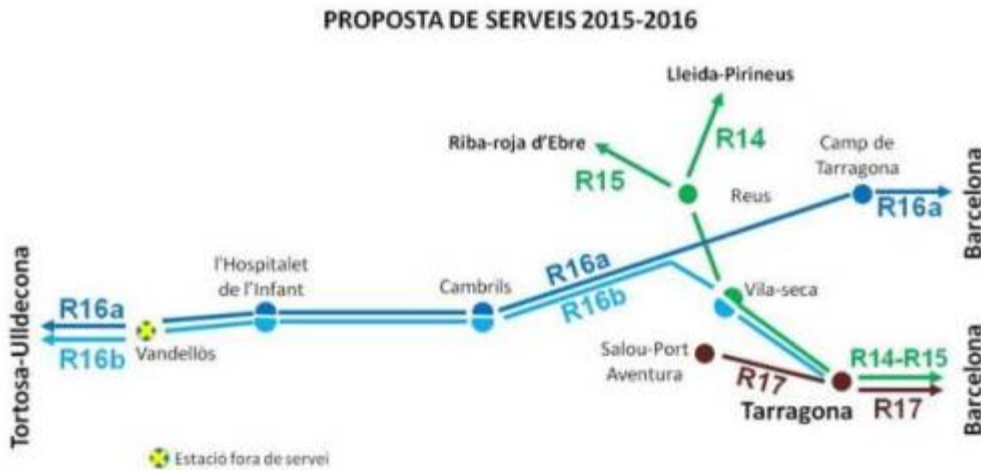 PROPOSTA DE SERVEIS 2015-2016
Lleida-Pirineus
Riba-roja d'Ebre
R14
R15
Camp de
Tarragona
Reus
R16a
Barcelona
Tortosa-Ulldecona
R16a
R16b
Vandellòs
l'Hospitalet
de l'Infant
Cambrils
R16a
R16b
Vila-seca
Salou-Port
Aventura
R17
Tarragona
R14-R15
R17
Barcelona
Estació fora de servei